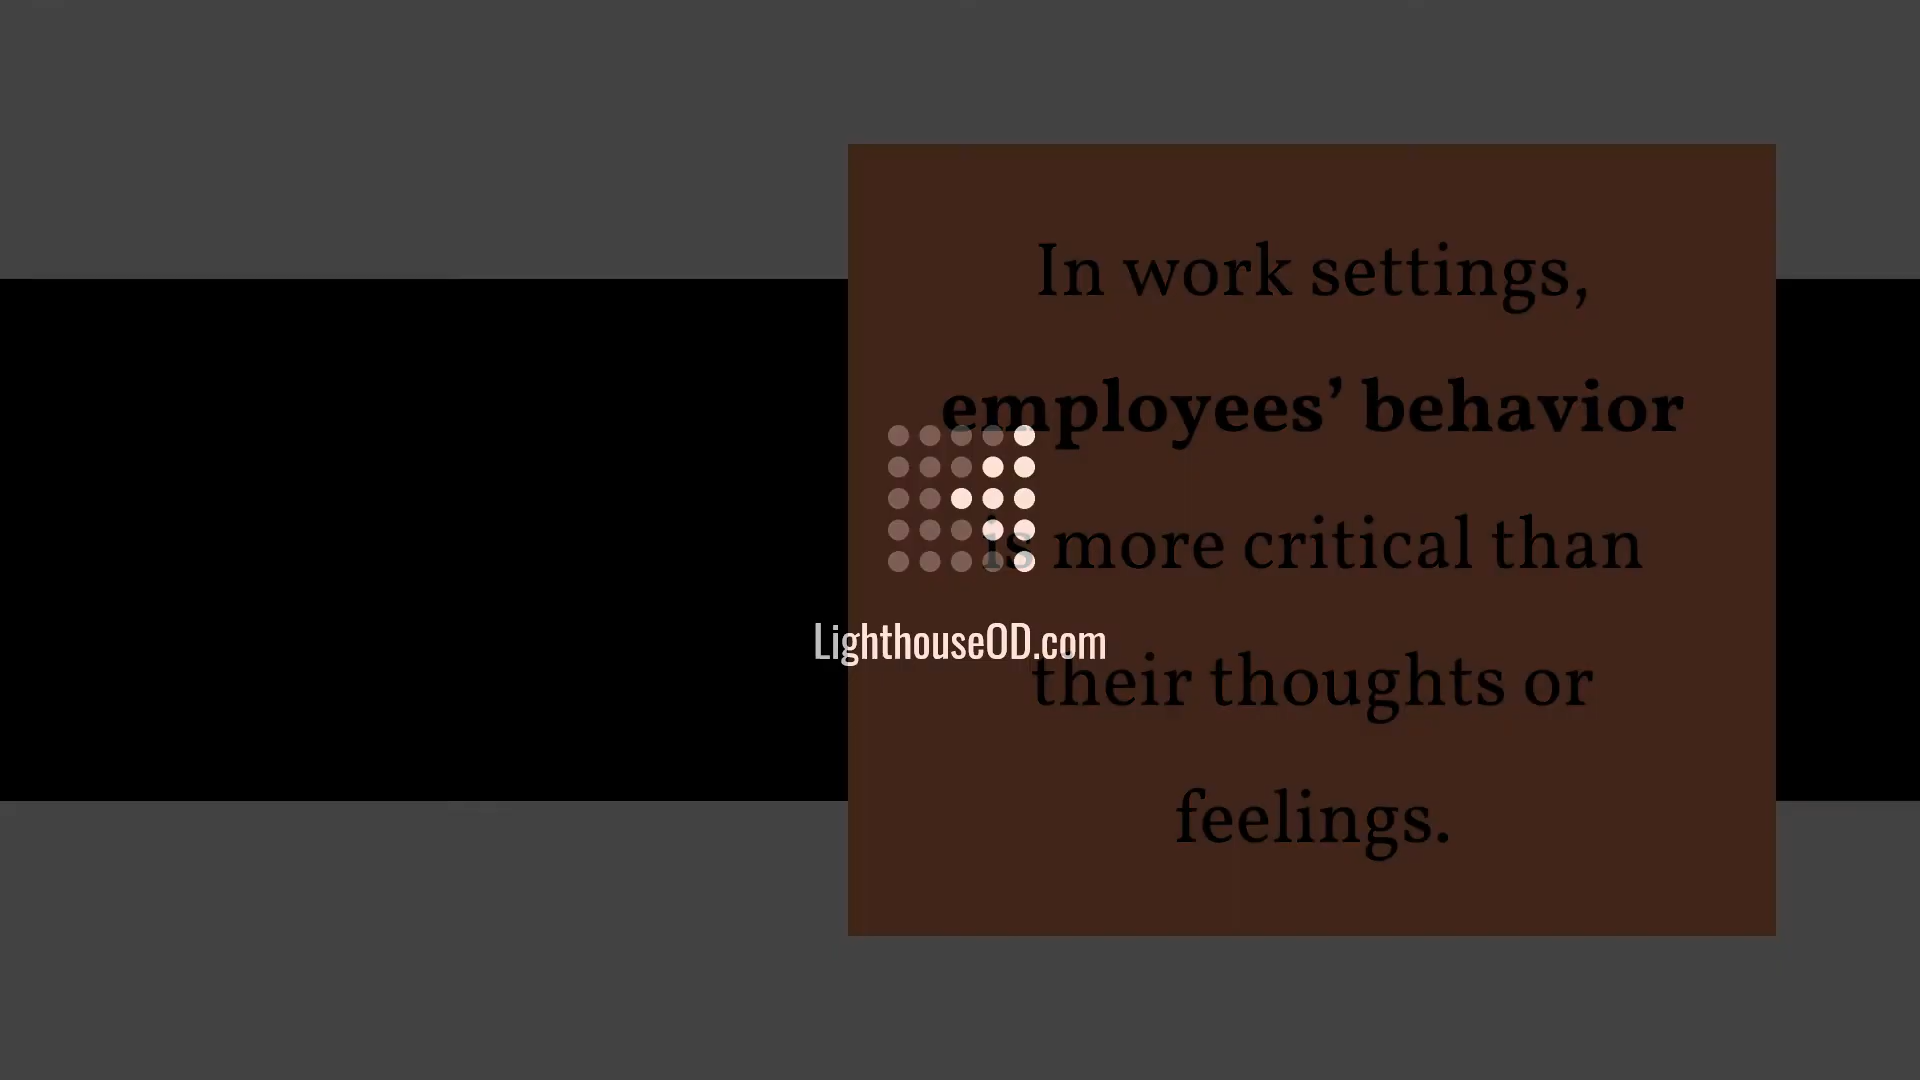 In work settings,
employees’ behavior
is more critical than
their thoughts or
feelings.
LighthouseOD.com